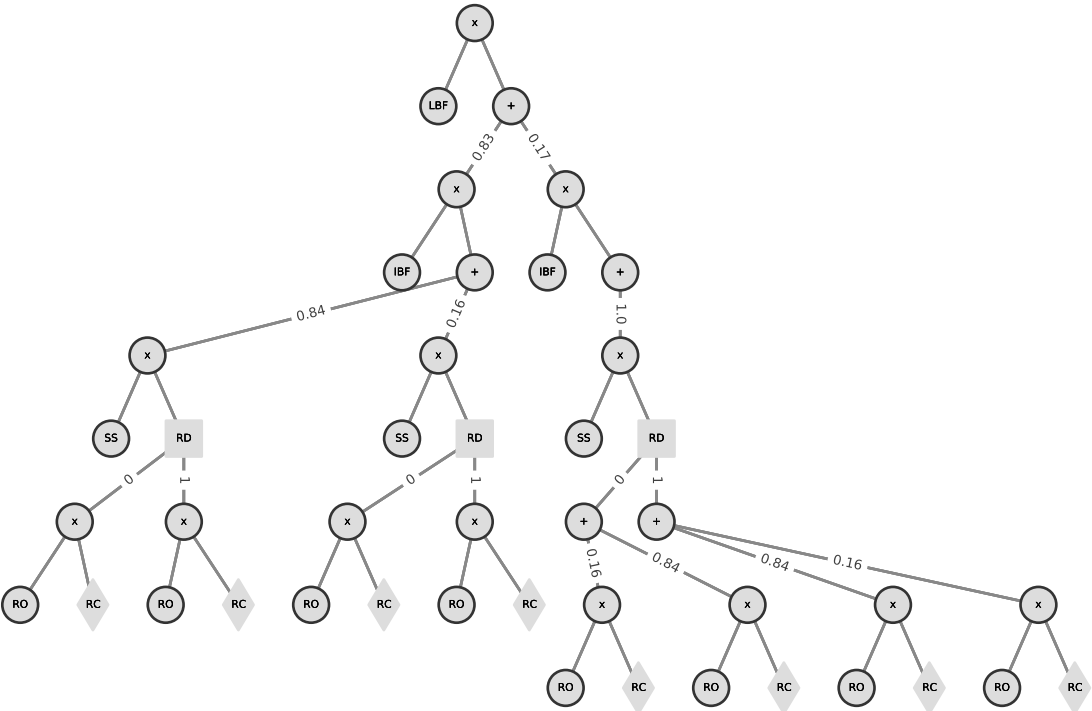 x
LBF
+
0.83
0.17
x
x
IBF
+
IBF
+
0.84
0.16
1.0
x
x
x
SS
RD
SS
RD
SS
RD
0
1
0
1
0
1
x
x
x
x
+
+
0.16
0.84
0.84
0.16
RO
RC
RO
RC
RO
RC
RO
RC
x
x
x
x
RO
RC
RO
RC
RO
RC
RO
RC